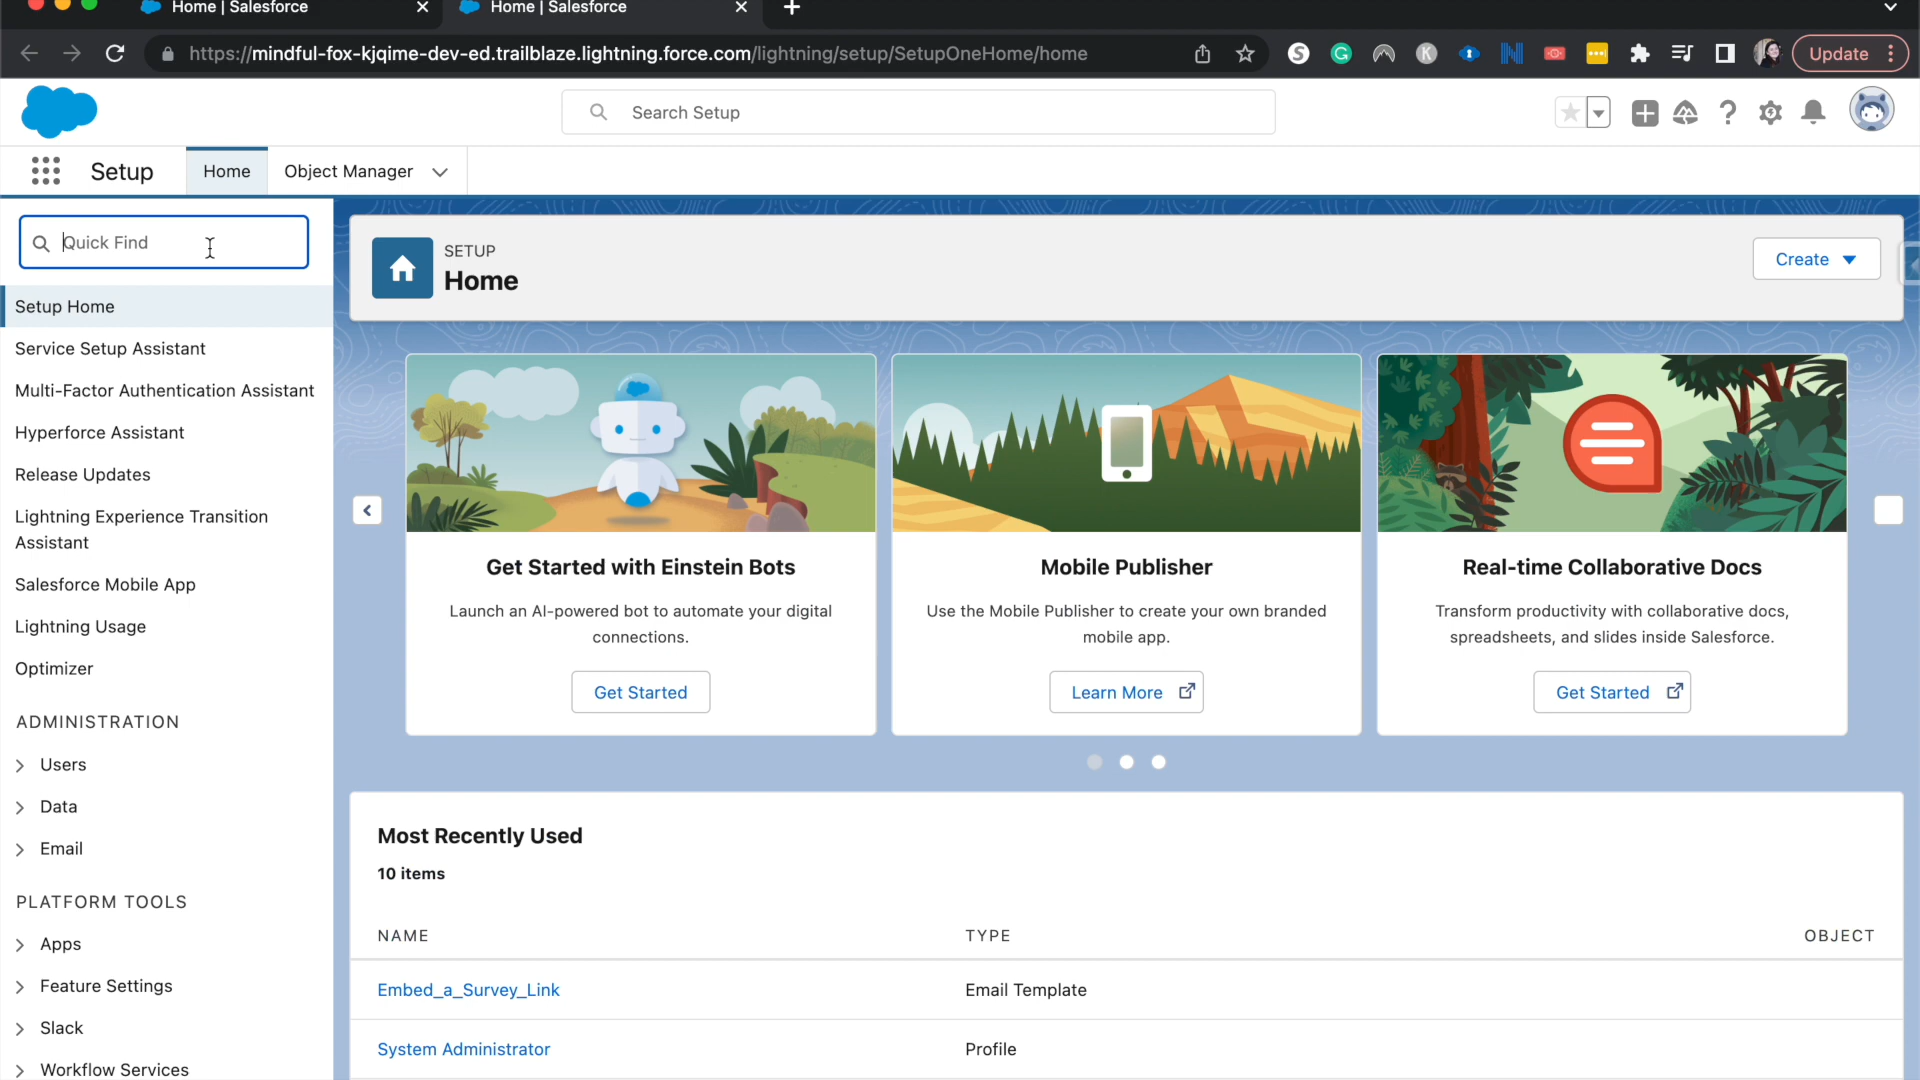 Home | Salesforce
Home | Salesforce
https://mindful-fox-kjqime-dev-ed.trailblaze.lightning.force.com/lightning/setup/SetupOneHome/home
Update
Search Setup
Setup
Home
Object Manager
Quick Find
Setup Home
Service Setup Assistant
Multi-Factor Authentication Assistant
Hyperforce Assistant
Release Updates
Lightning Experience Transition
Assistant
Salesforce Mobile App
Lightning Usage
Optimizer
ADMINISTRATION
Users
Data
Email
PLATFORM TOOLS
Apps
Feature Settings
Slack
Workflow Services
SETUP
Home
Create
Get Started with Einstein Bots
Launch an AI-powered bot to automate your digital
connections.
Get Started
Mobile Publisher
Use the Mobile Publisher to create your own branded
mobile app.
Learn More
Real-time Collaborative Docs
Transform productivity with collaborative docs,
spreadsheets, and slides inside Salesforce.
Get Started
Most Recently Used
10 items
NAME TYPE OBJECT
Embed_a_Survey_Link Email Template
System Administrator Profile